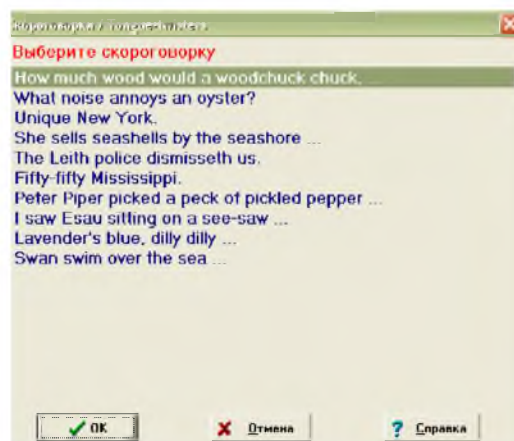 Скороговорки / Tonguetwisters
Выберите скороговорку
How much wood would a woodchuck chuck, ...
What noise annoys an oyster?
Unique New York.
She sells seashells by the seashore ...
The Leith police dismisseth us.
Fifty-fifty Mississippi.
Peter Piper picked a peck of pickled pepper ...
I saw Esau sitting on a see-saw ...
Lavender's blue, dilly dilly ...
Swan swim over the sea ...
OK Отмена Справка